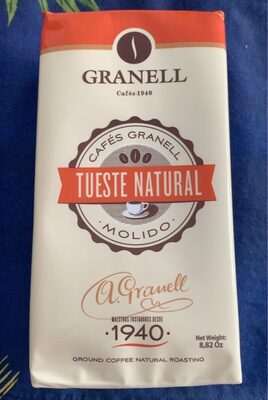 GRANELL
Cafés·1940
CAFÉS GRANELL
TUESTE NATURAL
·MOLIDO·
A. Granell
MAESTROS TOSTADORES DESDE
·1940·
Net Weight:
8,82 Oz
GROUND COFFEE NATURAL ROASTING